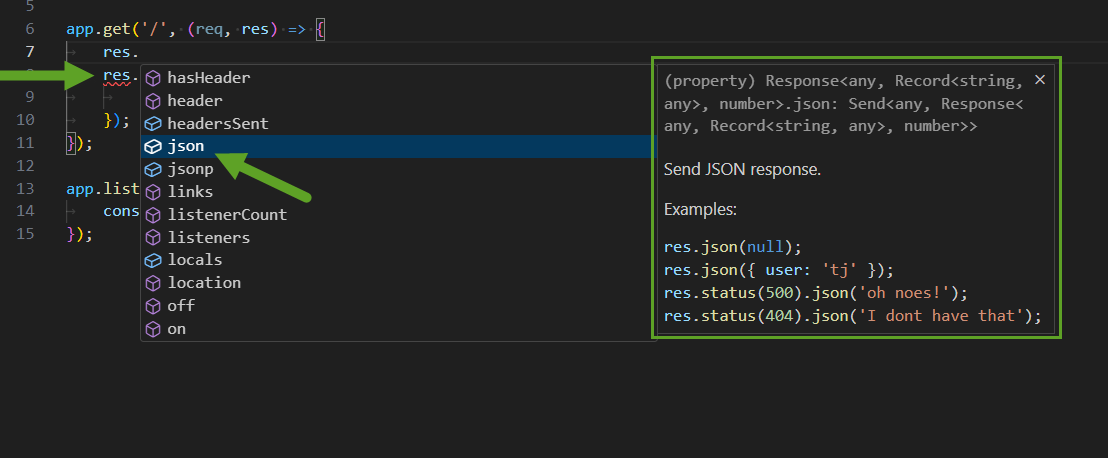 5
6 app.get('/', (req, res) => {
7 res.
res.
9
10 });
11 });
12
13 app.list
14 cons
15 });
hasHeader
header
headersSent
json
jsonp
links
listenerCount
listeners
locals
location
off
on
(property) Response<any, Record<string,
any>, number>.json: Send<any, Response<
any, Record<string, any>, number>>
Send JSON response.
Examples:
res.json(null);
res.json({ user: 'tj' });
res.status(500).json('oh noes!');
res.status(404).json('I dont have that');